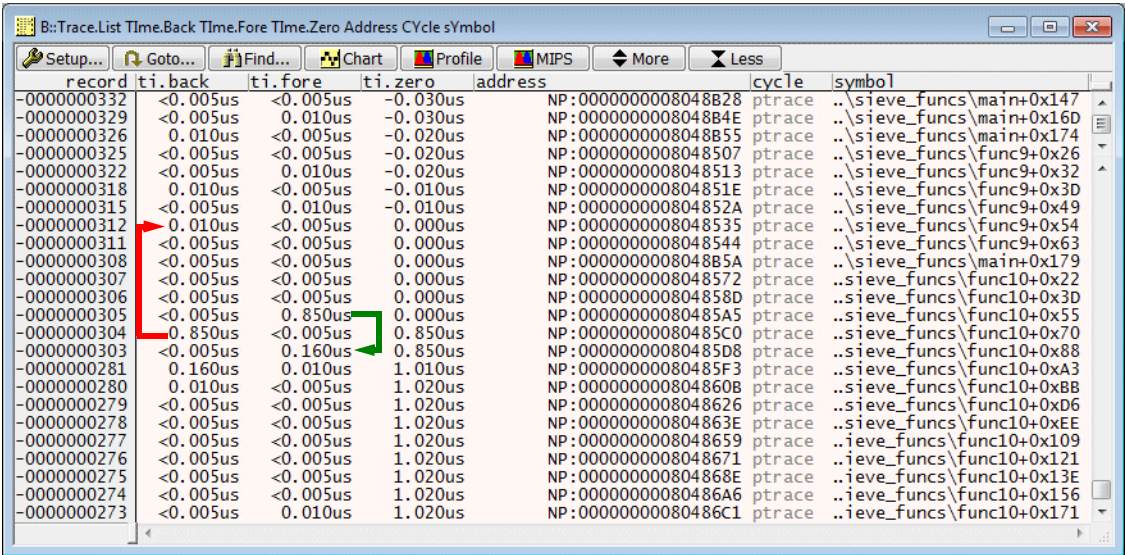 B::Trace.List TIme.Back TIme.Fore TIme.Zero Address CYcle sYmbol
Setup... Goto... Find... Chart Profile MIPS More Less
record ti.back ti.fore ti.zero address cycle symbol
-0000000332 <0.005us <0.005us -0.030us NP:0000000008048B28 ptrace ..\sieve_funcs\main+0x147
-0000000329 <0.005us 0.010us -0.030us NP:0000000008048B4E ptrace ..\sieve_funcs\main+0x16D
-0000000326 0.010us <0.005us -0.020us NP:0000000008048B55 ptrace ..\sieve_funcs\main+0x174
-0000000325 <0.005us <0.005us -0.020us NP:0000000008048507 ptrace ..\sieve_funcs\func9+0x26
-0000000322 <0.005us 0.010us -0.020us NP:0000000008048513 ptrace ..\sieve_funcs\func9+0x32
-0000000318 0.010us <0.005us -0.010us NP:000000000804851E ptrace ..\sieve_funcs\func9+0x3D
-0000000315 <0.005us 0.010us -0.010us NP:000000000804852A ptrace ..\sieve_funcs\func9+0x49
-0000000312 0.010us <0.005us 0.000us NP:0000000008048535 ptrace ..\sieve_funcs\func9+0x54
-0000000311 <0.005us <0.005us 0.000us NP:0000000008048544 ptrace ..\sieve_funcs\func9+0x63
-0000000308 <0.005us <0.005us 0.000us NP:0000000008048B5A ptrace ..\sieve_funcs\main+0x179
-0000000307 <0.005us <0.005us 0.000us NP:0000000008048572 ptrace ..sieve_funcs\func10+0x22
-0000000306 <0.005us <0.005us 0.000us NP:000000000804858D ptrace ..sieve_funcs\func10+0x3D
-0000000305 <0.005us 0.850us 0.000us NP:00000000080485A5 ptrace ..sieve_funcs\func10+0x55
-0000000304 0.850us <0.005us 0.850us NP:00000000080485C0 ptrace ..sieve_funcs\func10+0x70
-0000000303 <0.005us 0.160us 0.850us NP:00000000080485D8 ptrace ..sieve_funcs\func10+0x88
-0000000281 0.160us 0.010us 1.010us NP:00000000080485F3 ptrace ..sieve_funcs\func10+0xA3
-0000000280 0.010us <0.005us 1.020us NP:000000000804860B ptrace ..sieve_funcs\func10+0xBB
-0000000279 <0.005us <0.005us 1.020us NP:0000000008048626 ptrace ..sieve_funcs\func10+0xD6
-0000000278 <0.005us <0.005us 1.020us NP:000000000804863E ptrace ..sieve_funcs\func10+0xEE
-0000000277 <0.005us <0.005us 1.020us NP:0000000008048659 ptrace ..ieve_funcs\func10+0x109
-0000000276 <0.005us <0.005us 1.020us NP:0000000008048671 ptrace ..ieve_funcs\func10+0x121
-0000000275 <0.005us <0.005us 1.020us NP:000000000804868E ptrace ..ieve_funcs\func10+0x13E
-0000000274 <0.005us <0.005us 1.020us NP:00000000080486A6 ptrace ..ieve_funcs\func10+0x156
-0000000273 <0.005us 0.010us 1.020us NP:00000000080486C1 ptrace ..ieve_funcs\func10+0x171